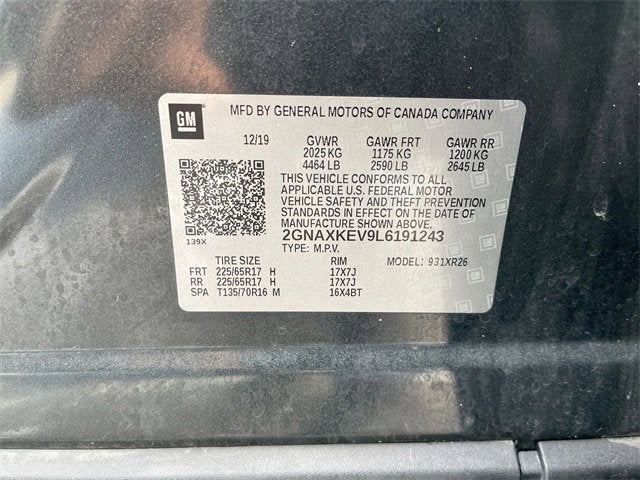 GM MFD BY GENERAL MOTORS OF CANADA COMPANY
12/19 GVWR GAWR FRT GAWR RR
2025 KG 1175 KG 1200 KG
4464 LB 2590 LB 2645 LB
THIS VEHICLE CONFORMS TO ALL
APPLICABLE U.S. FEDERAL MOTOR
VEHICLE SAFETY AND THEFT PREVENTION
STANDARDS IN EFFECT ON THE DATE OF
MANUFACTURE SHOWN ABOVE.
139X 2GNAXKEV9L6191243
TYPE: M.P.V.
TIRE SIZE RIM MODEL: 931XR26
FRT 225/65R17 H 17X7J
RR 225/65R17 H 17X7J
SPA T135/70R16 M 16X4BT